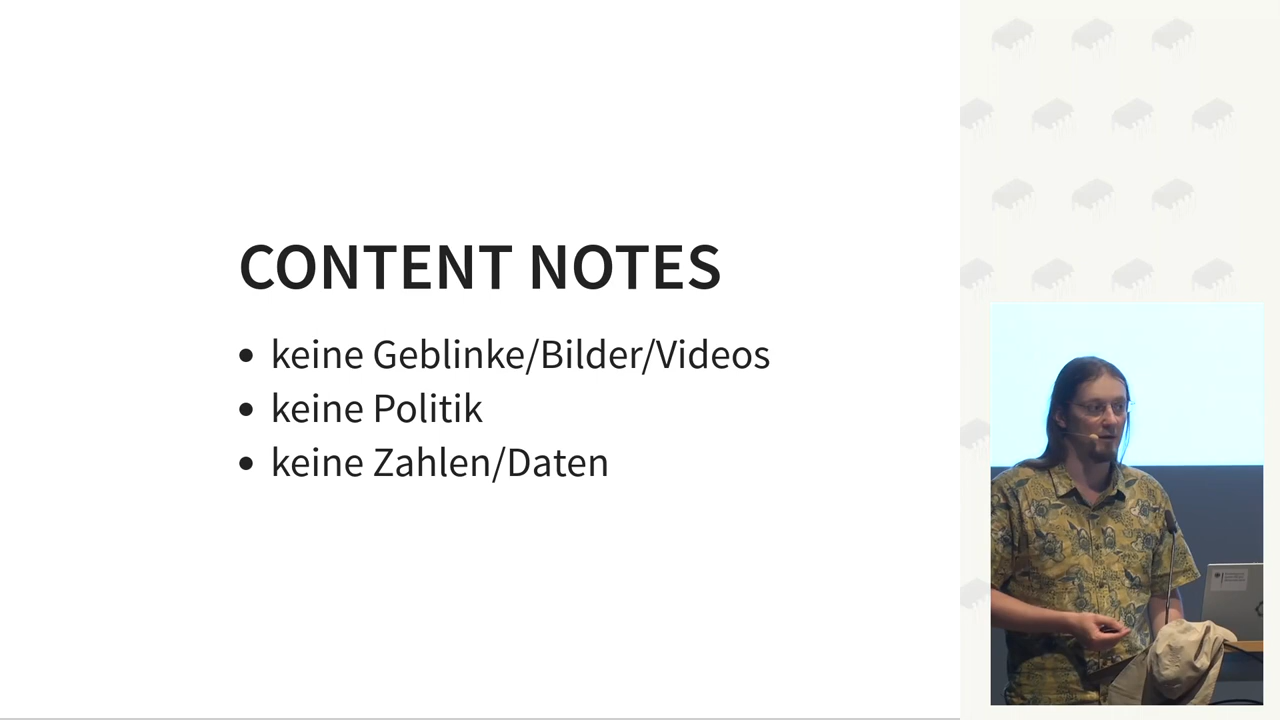 CONTENT NOTES
• keine Geblinke/Bilder/Videos
• keine Politik
• keine Zahlen/Daten